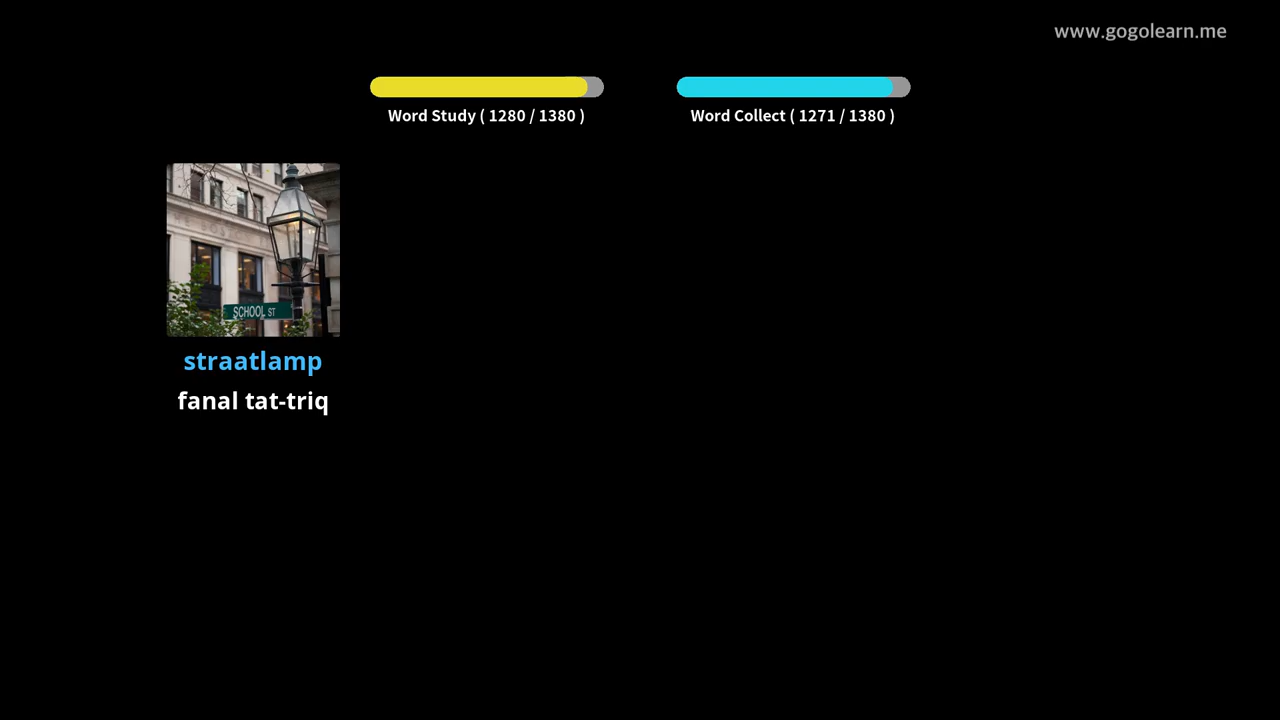 www.gogolearn.me
Word Study ( 1280 / 1380 )
Word Collect ( 1271 / 1380 )
SCHOOL ST
straatlamp
fanal tat-triq